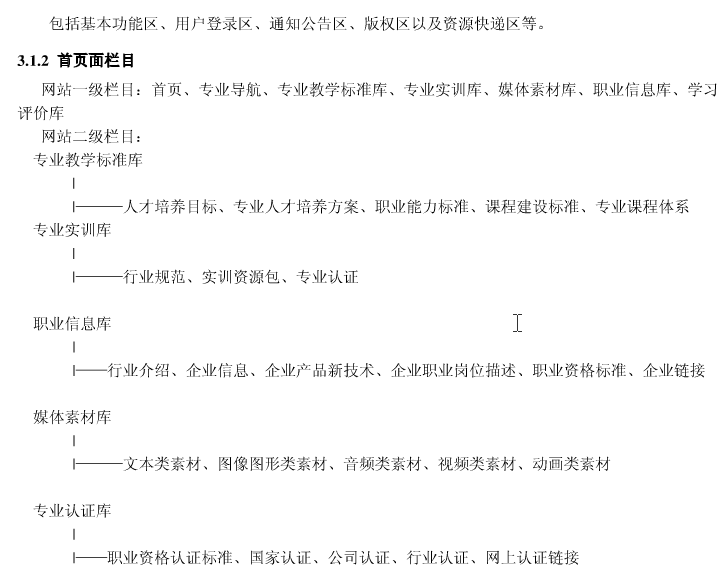 包括基本功能区、用户登录区、通知公告区、版权区以及资源快递区等。
3.1.2 首页面栏目
网站一级栏目：首页、专业导航、专业教学标准库、专业实训库、媒体素材库、职业信息库、学习
评价库
网站二级栏目：
专业教学标准库
|
|———人才培养目标、专业人才培养方案、职业能力标准、课程建设标准、专业课程体系
专业实训库
|
|———行业规范、实训资源包、专业认证
职业信息库
|
|——行业介绍、企业信息、企业产品新技术、企业职业岗位描述、职业资格标准、企业链接
媒体素材库
|
|———文本类素材、图像图形类素材、音频类素材、视频类素材、动画类素材
专业认证库
|
|——职业资格认证标准、国家认证、公司认证、行业认证、网上认证链接